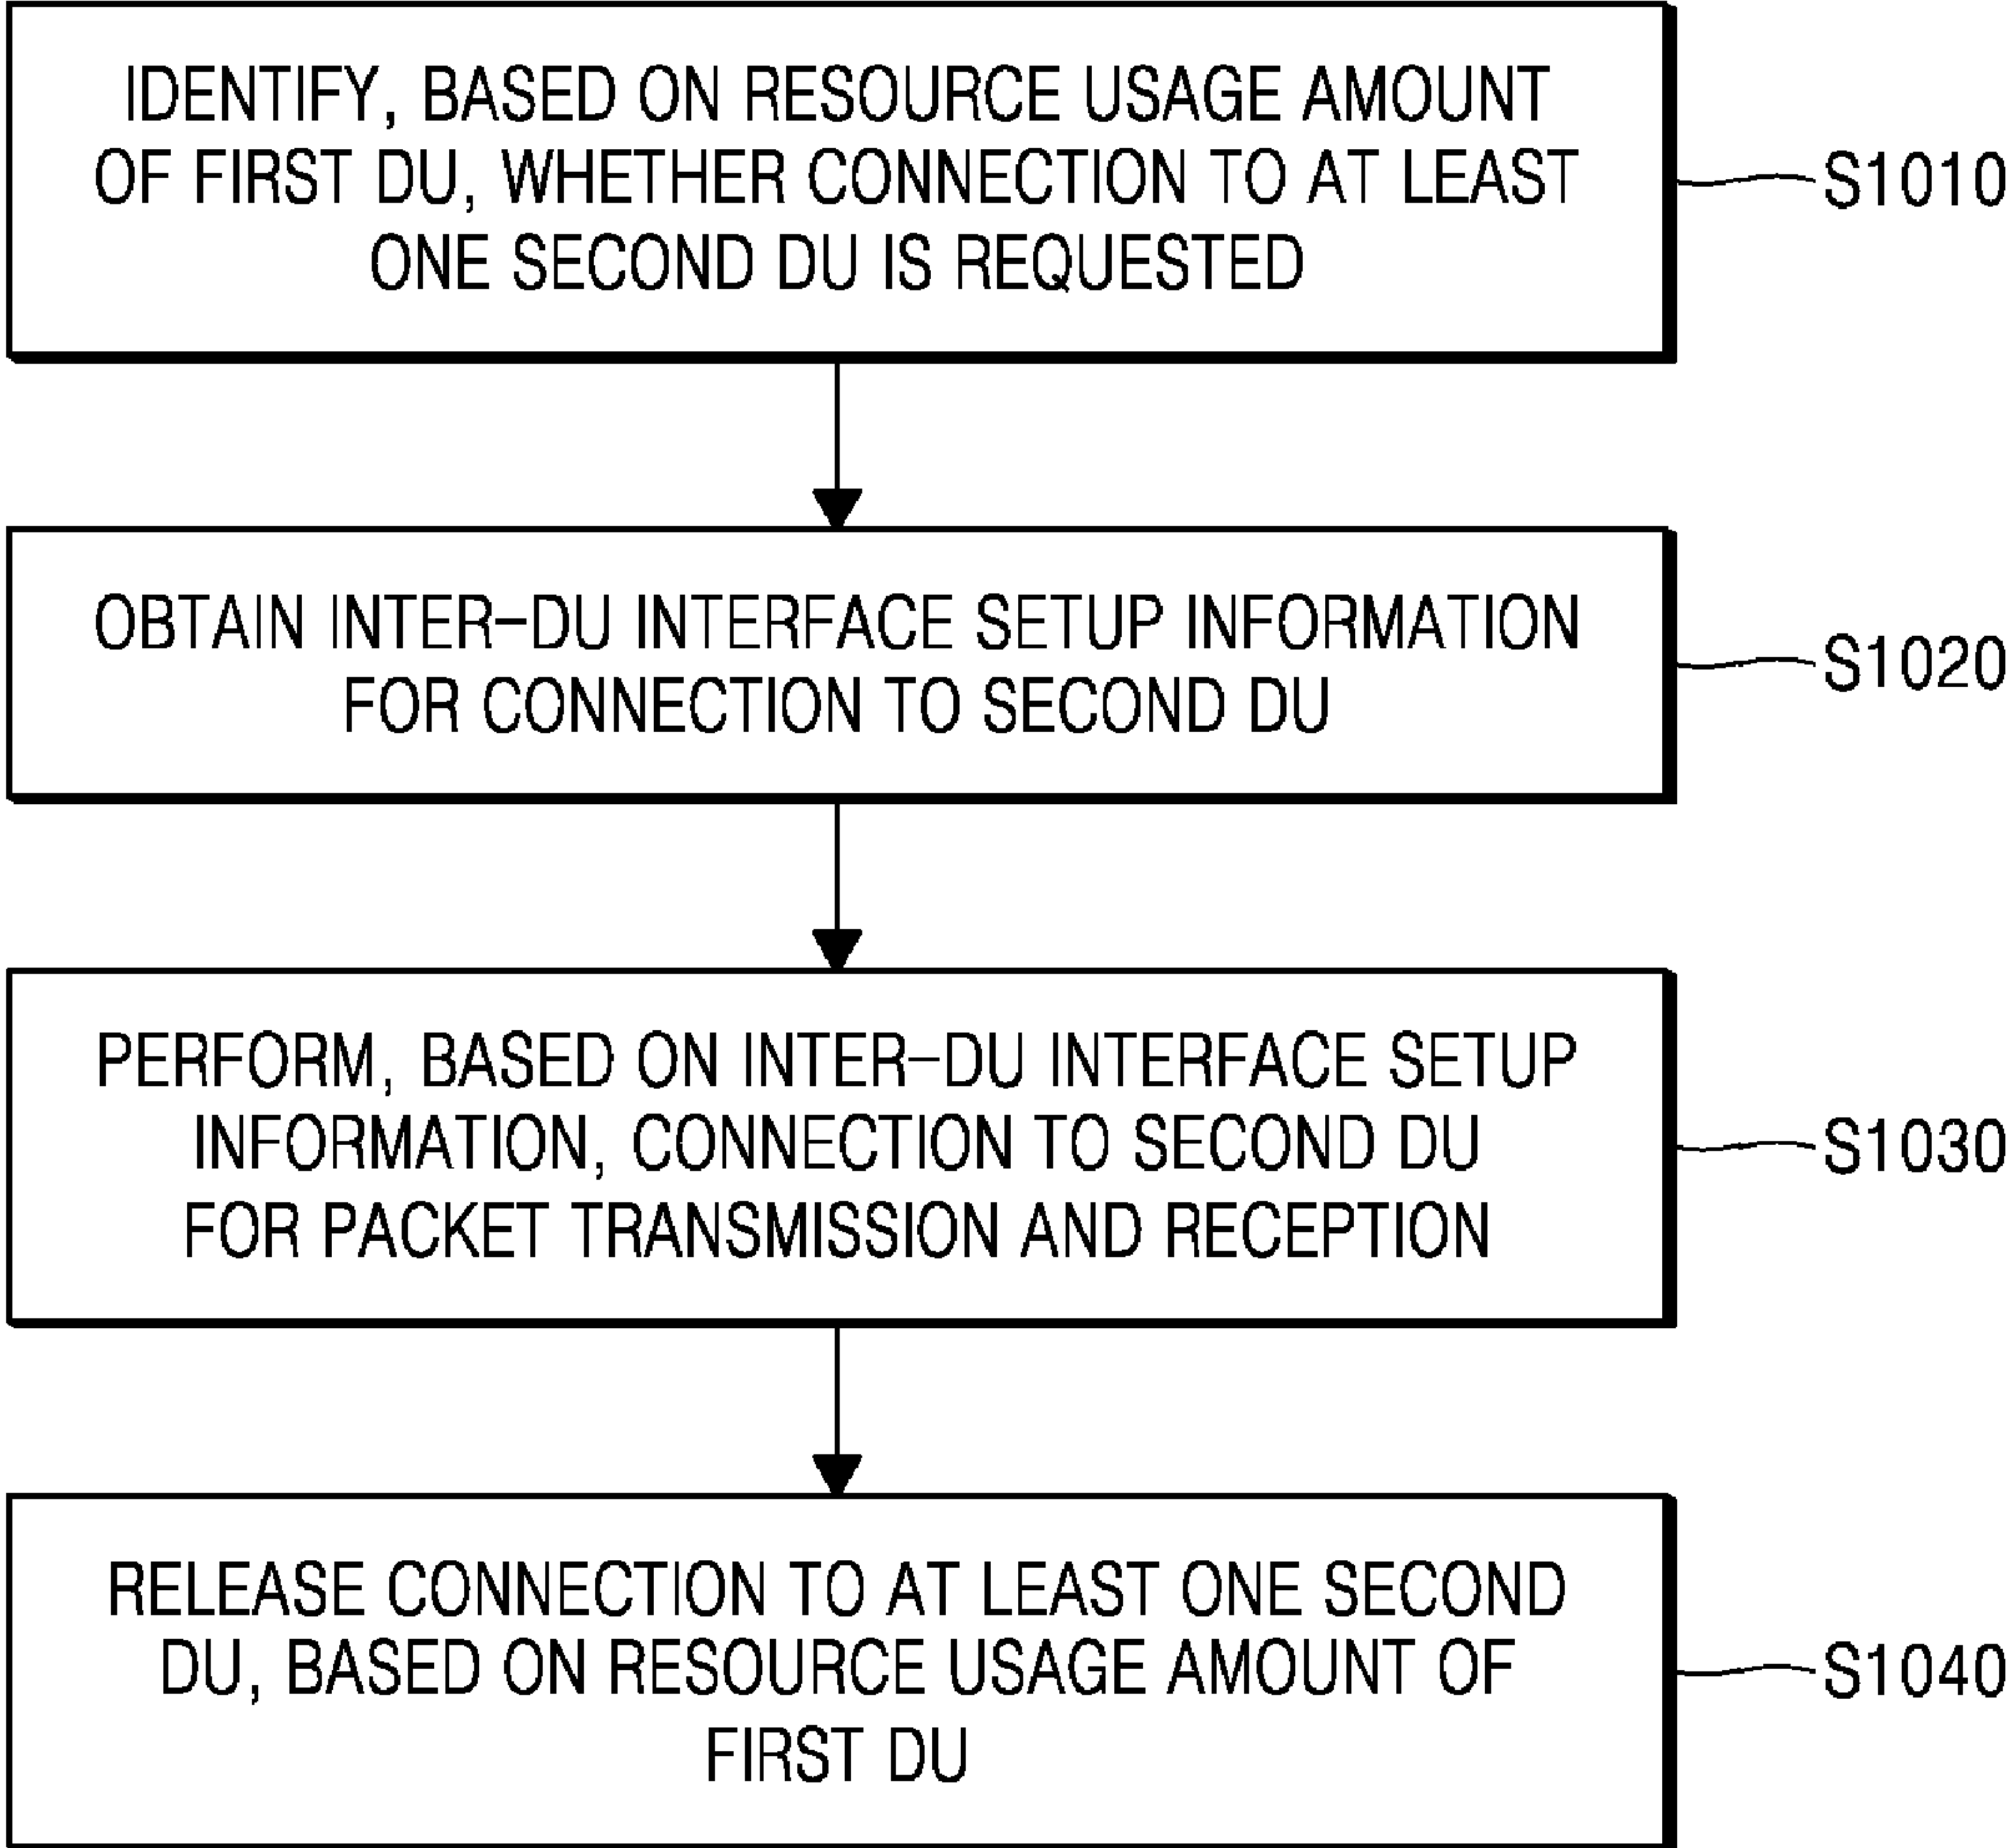 IDENTIFY, BASED ON RESOURCE USAGE AMOUNT
OF FIRST DU, WHETHER CONNECTION TO AT LEAST
ONE SECOND DU IS REQUESTED
S1010
OBTAIN INTER-DU INTERFACE SETUP INFORMATION
FOR CONNECTION TO SECOND DU
S1020
PERFORM, BASED ON INTER-DU INTERFACE SETUP
INFORMATION, CONNECTION TO SECOND DU
FOR PACKET TRANSMISSION AND RECEPTION
S1030
RELEASE CONNECTION TO AT LEAST ONE SECOND
DU, BASED ON RESOURCE USAGE AMOUNT OF
FIRST DU
S1040